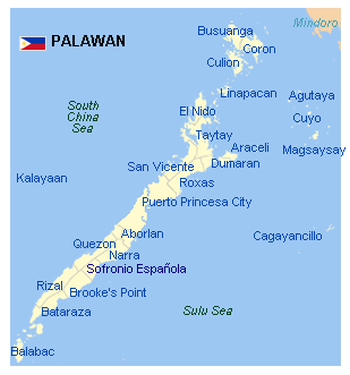 Mindoro
Busuanga
PALAWAN
Coron
Culion
Linapacan
Agutaya
South
China
Sea
El Nido
Cuyo
Taytay
Araceli
Magsaysay
Dumaran
San Vicente
Kalayaan
Roxas
Puerto Princesa City
Aborlan
Cagayancillo
Quezon
Narra
Sofronio Española
Rizal
Brooke's Point
Bataraza
Sulu Sea
Balabac